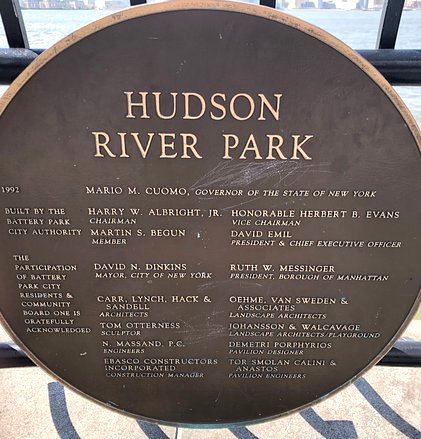 HUDSON
RIVER PARK
1992
MARIO M. CUOMO, GOVERNOR OF THE STATE OF NEW YORK
BUILT BY THE
BATTERY PARK
CITY AUTHORITY
HARRY W. ALBRIGHT, JR.
CHAIRMAN
MARTIN S. BEGUN
MEMBER
HONORABLE HERBERT B. EVANS
VICE CHAIRMAN
DAVID EMIL
PRESIDENT & CHIEF EXECUTIVE OFFICER
THE
PARTICIPATION
OF BATTERY
PARK CITY
RESIDENTS &
COMMUNITY
BOARD ONE IS
GRATEFULLY
ACKNOWLEDGED
DAVID N. DINKINS
MAYOR, CITY OF NEW YORK
RUTH W. MESSINGER
PRESIDENT, BOROUGH OF MANHATTAN
CARR, LYNCH, HACK &
SANDELL
ARCHITECTS
TOM OTTERNESS
SCULPTOR
N. MASSAND, P.C.
ENGINEERS
EBASCO CONSTRUCTORS
INCORPORATED
CONSTRUCTION MANAGER
OEHME, VAN SWEDEN &
ASSOCIATES
LANDSCAPE ARCHITECTS
JOHANSSON & WALCAVAGE
LANDSCAPE ARCHITECTS-PLAYGROUND
DEMETRI PORPHYRIOS
PAVILION DESIGNER
TOR SMOLAN CALINI &
ANASTOS
PAVILION ENGINEERS